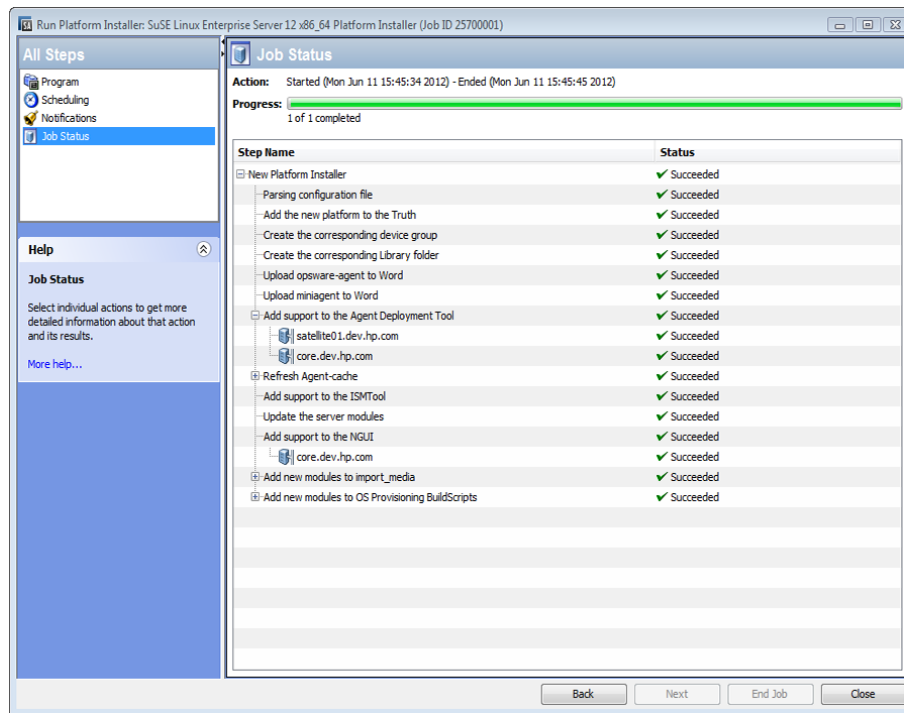 Run Platform Installer: SuSE Linux Enterprise Server 12 x86_64 Platform Installer (Job ID 25700001)
All Steps
Program
Scheduling
Notifications
Job Status
Help
Job Status
Select individual actions to get more
detailed information about that action
and its results.
More help...
Job Status
Action: Started (Mon Jun 11 15:45:34 2012) - Ended (Mon Jun 11 15:45:45 2012)
Progress:
1 of 1 completed
Step Name Status
New Platform Installer Succeeded
Parsing configuration file Succeeded
Add the new platform to the Truth Succeeded
Create the corresponding device group Succeeded
Create the corresponding Library folder Succeeded
Upload opsware-agent to Word Succeeded
Upload miniagent to Word Succeeded
Add support to the Agent Deployment Tool Succeeded
satellite01.dev.hp.com Succeeded
core.dev.hp.com Succeeded
Refresh Agent-cache Succeeded
Add support to the ISMTool Succeeded
Update the server modules Succeeded
Add support to the NGUI Succeeded
core.dev.hp.com Succeeded
Add new modules to import_media Succeeded
Add new modules to OS Provisioning BuildScripts Succeeded
Back Next End Job Close